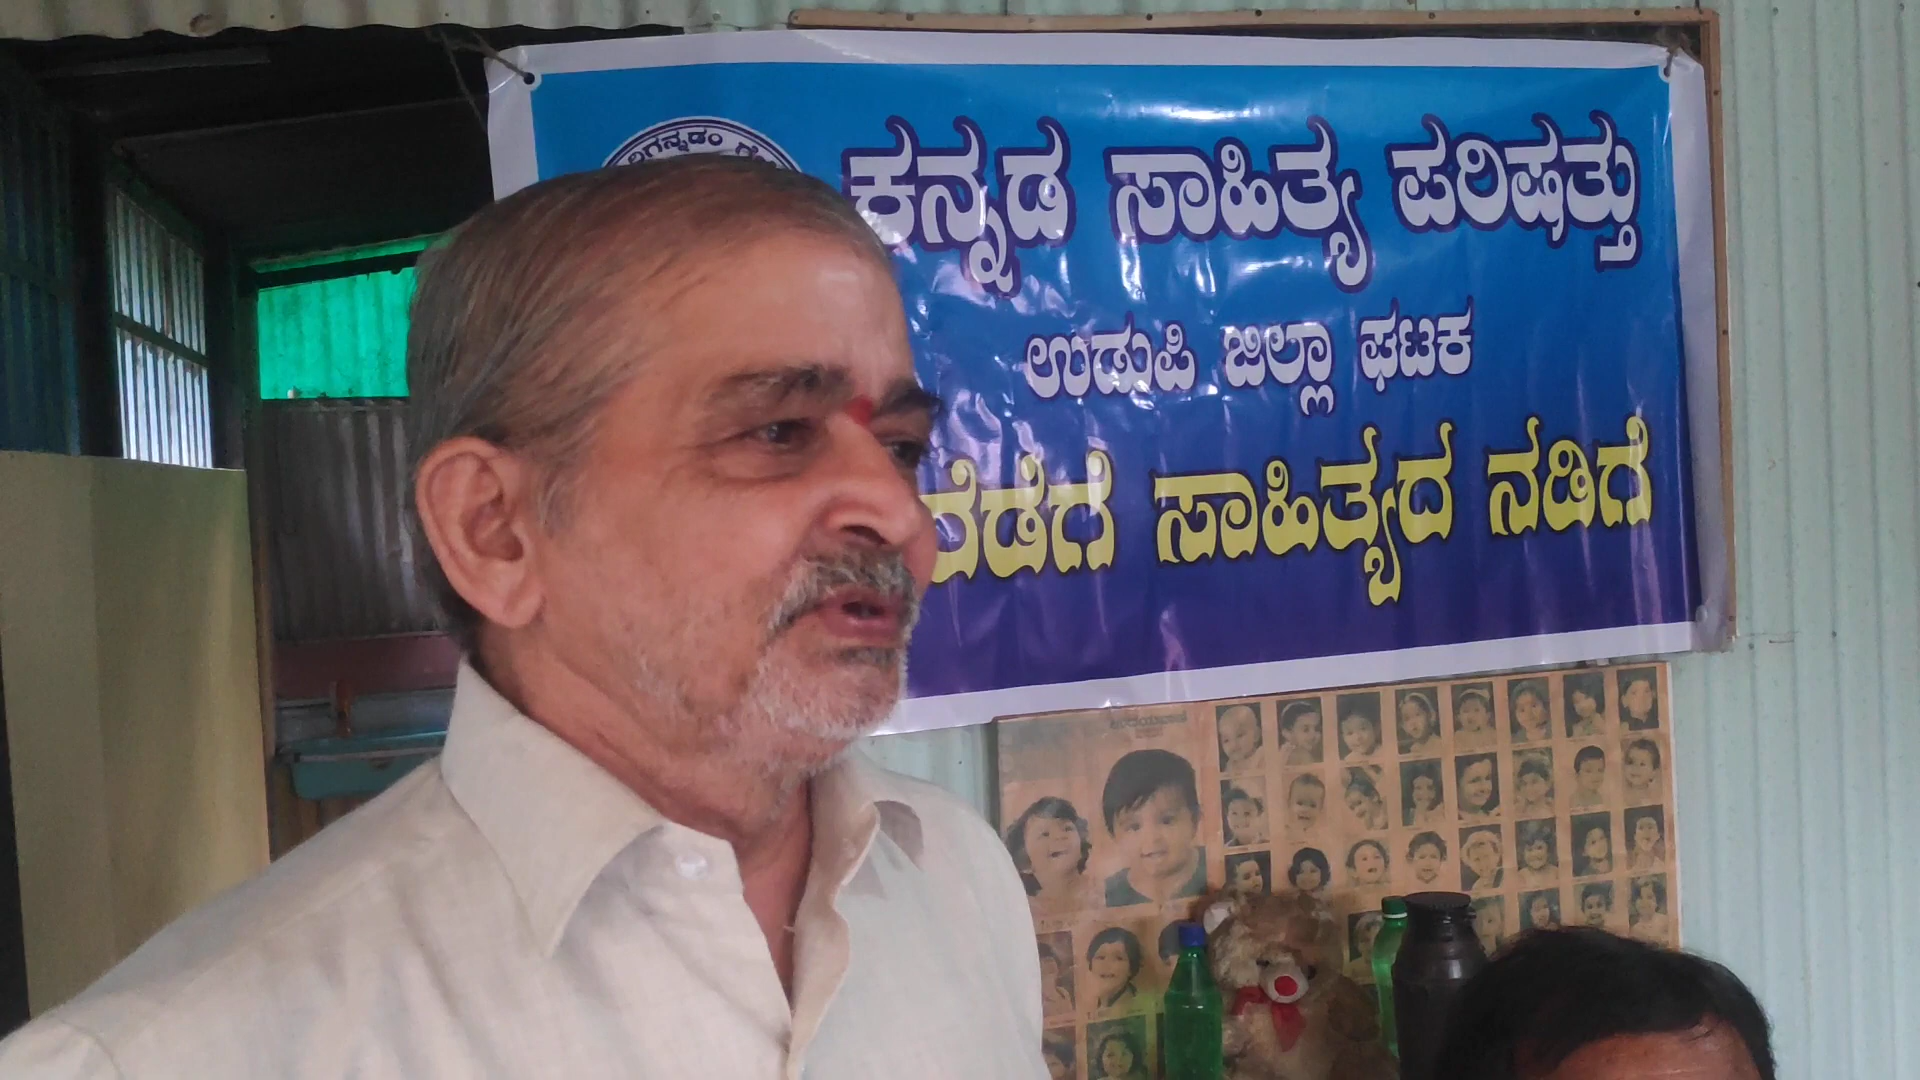 ಕನ್ನಡ ಸಾಹಿತ್ಯ ಪರಿಷತ್ತು
ಉಡುಪಿ ಜಿಲ್ಲಾ ಘಟಕ
ಸಾಹಿತ್ಯದ ನಡಿಗೆ